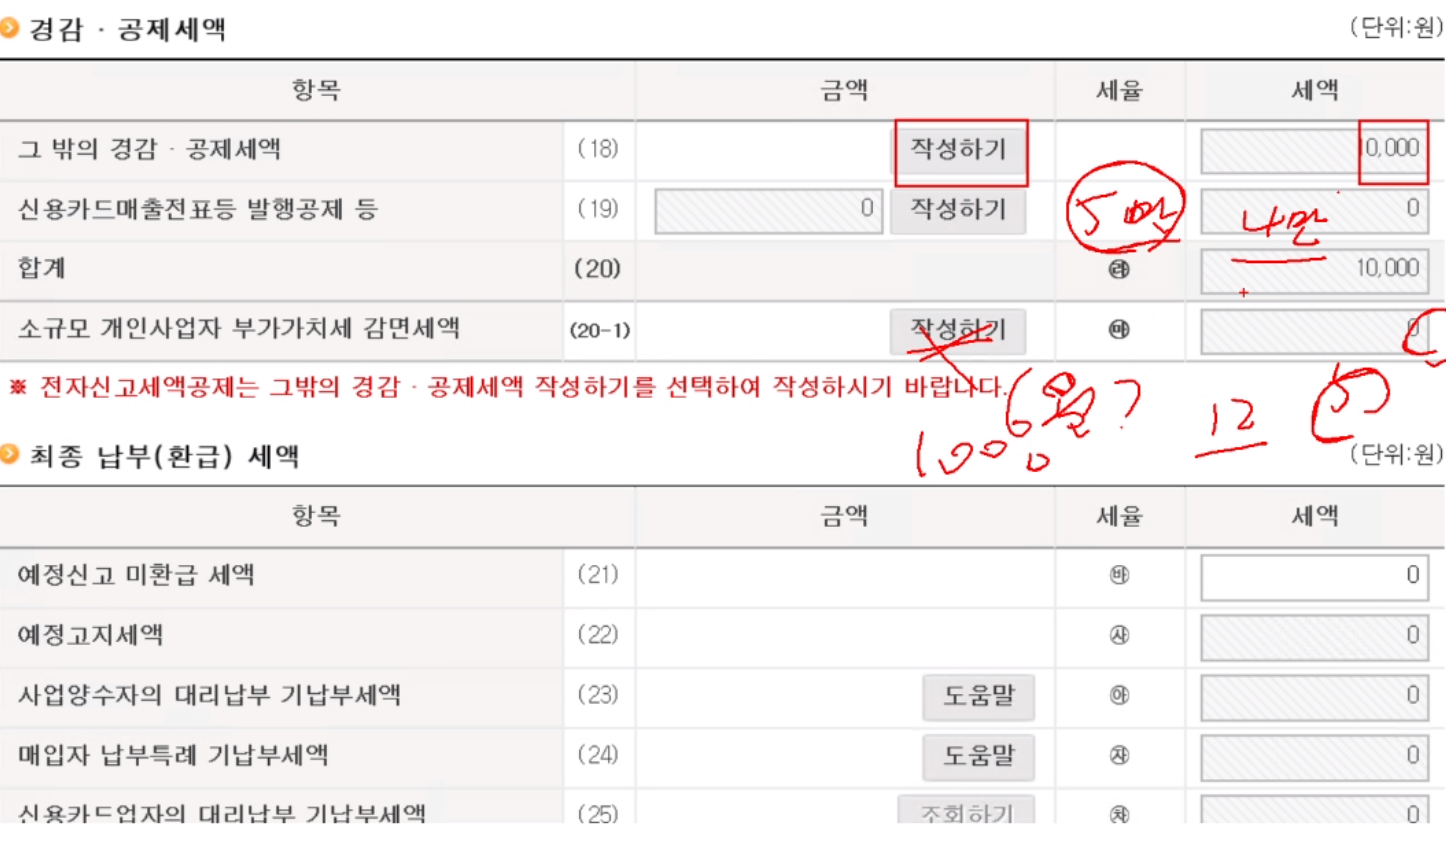 경감 · 공제세액 (단위:원)
항목 금액 세율 세액
그 밖의 경감 · 공제세액 (18) 작성하기 10,000
신용카드매출전표등 발행공제 등 (19) 0 작성하기 5만 4만 0
합계 (20) ㉣ 10,000
소규모 개인사업자 부가가치세 감면세액 (20-1) 작성하기 ㉤ 0
※ 전자신고세액공제는 그밖의 경감 · 공제세액 작성하기를 선택하여 작성하시기 바랍니다.
6월? 12
1000
최종 납부(환급) 세액 (단위:원)
항목 금액 세율 세액
예정신고 미환급 세액 (21) 0
예정고지세액 (22) 0
사업양수자의 대리납부 기납부세액 (23) 도움말 0
매입자 납부특례 기납부세액 (24) 도움말 0
신용카드업자의 대리납부 기납부세액 (25) 조회하기 0